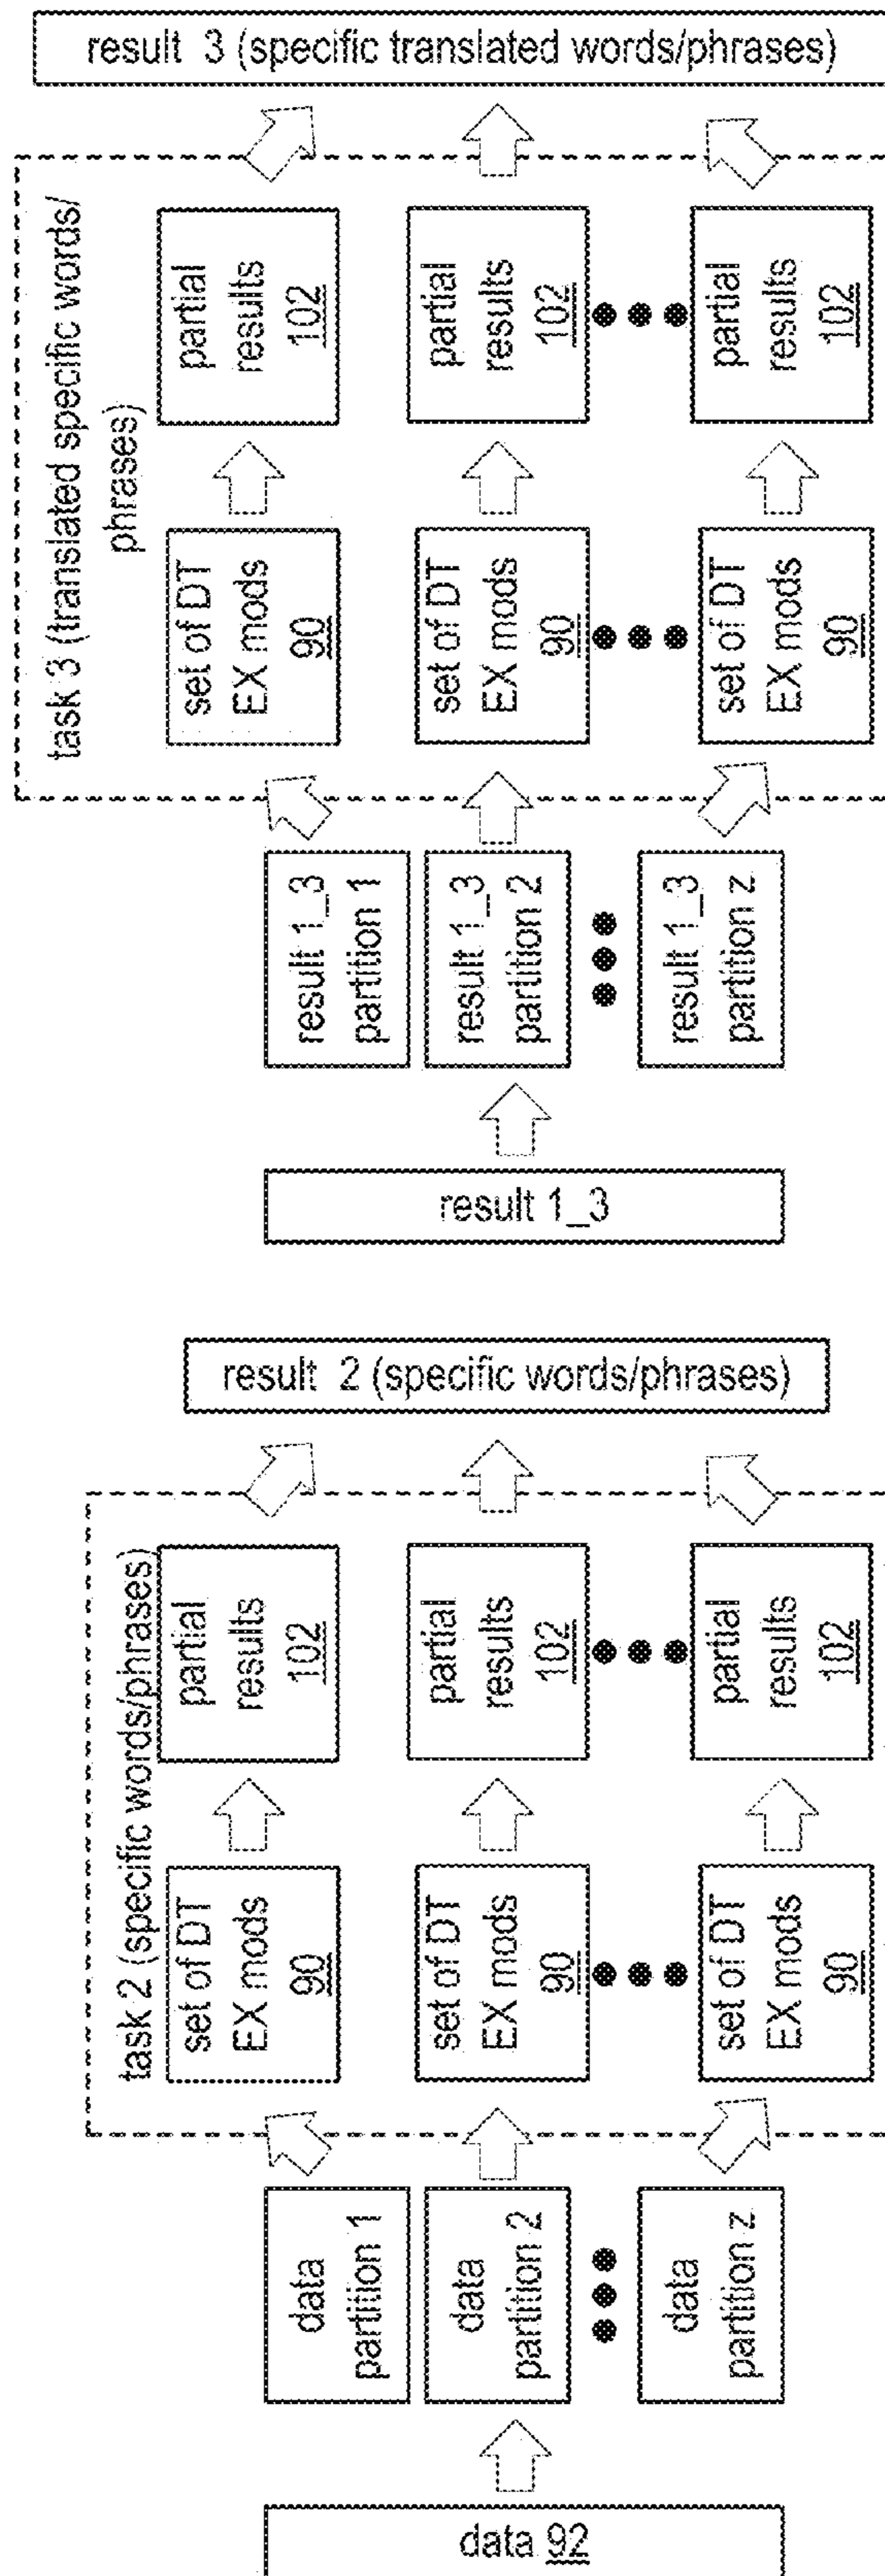 data 92
data
partition 1
data
partition 2
data
partition z
task 2 (specific words/phrases)
set of DT
EX mods
90
set of DT
EX mods
90
set of DT
EX mods
90
partial
results
102
partial
results
102
partial
results
102
result 2 (specific words/phrases)
result 1_3
result 1_3
partition 1
result 1_3
partition 2
result 1_3
partition z
task 3 (translated specific words/
phrases)
set of DT
EX mods
90
set of DT
EX mods
90
set of DT
EX mods
90
partial
results
102
partial
results
102
partial
results
102
result 3 (specific translated words/phrases)